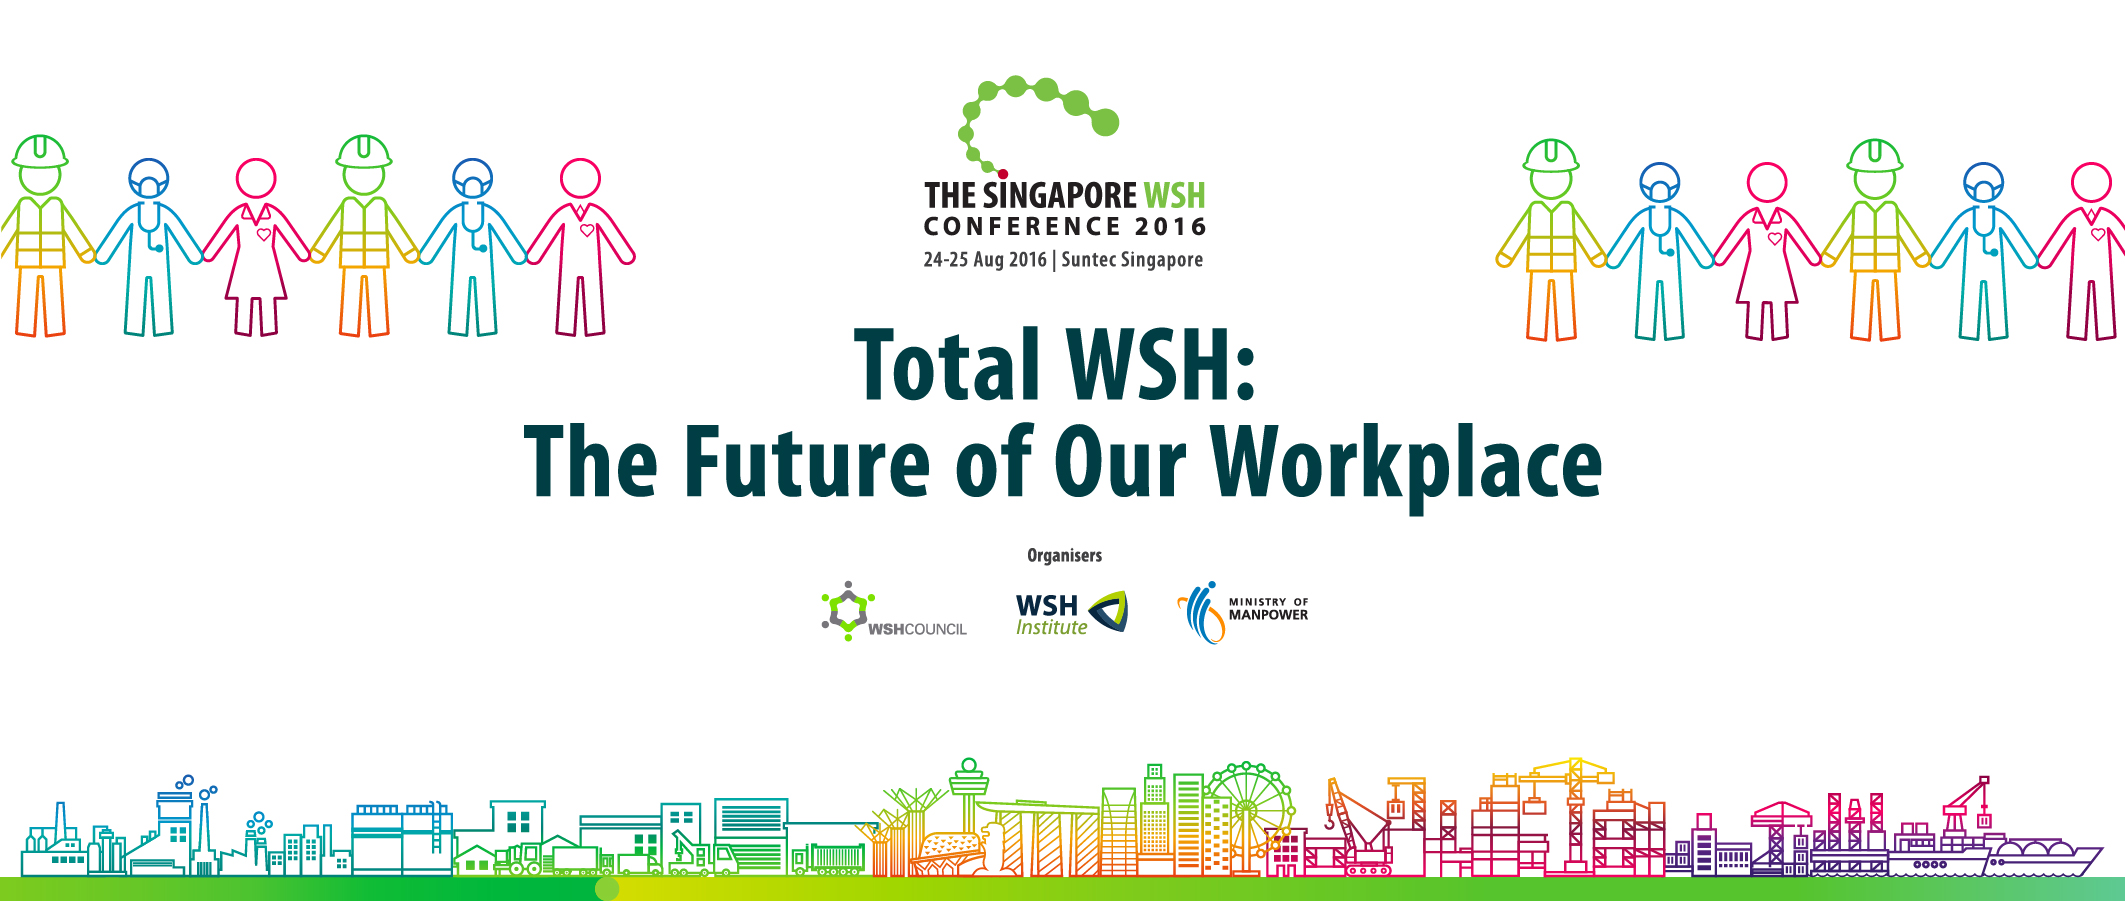 THE SINGAPORE WSH
CONFERENCE 2016
24-25 Aug 2016 | Suntec Singapore
Total WSH:
The Future of Our Workplace
Organisers
WSHCOUNCIL
WSH
Institute
MINISTRY OF
MANPOWER